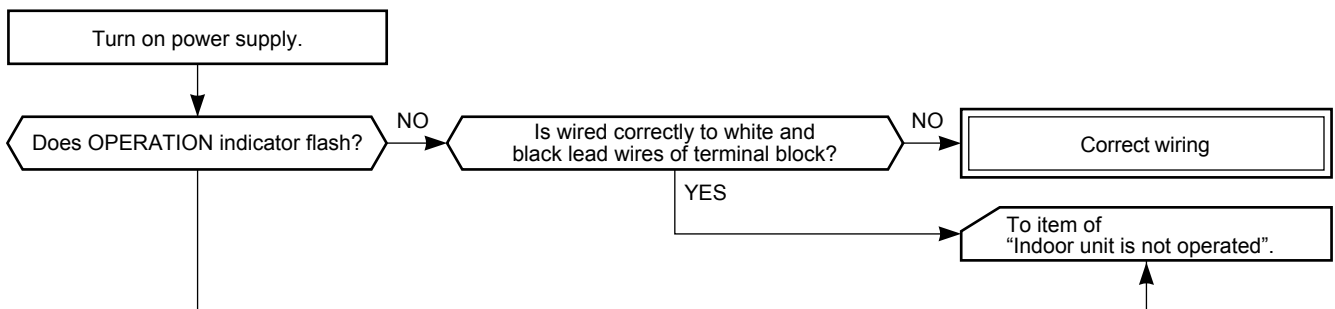 Turn on power supply.
Does OPERATION indicator flash?
NO
Is wired correctly to white and
black lead wires of terminal block?
NO
Correct wiring
YES
To item of
“Indoor unit is not operated”.